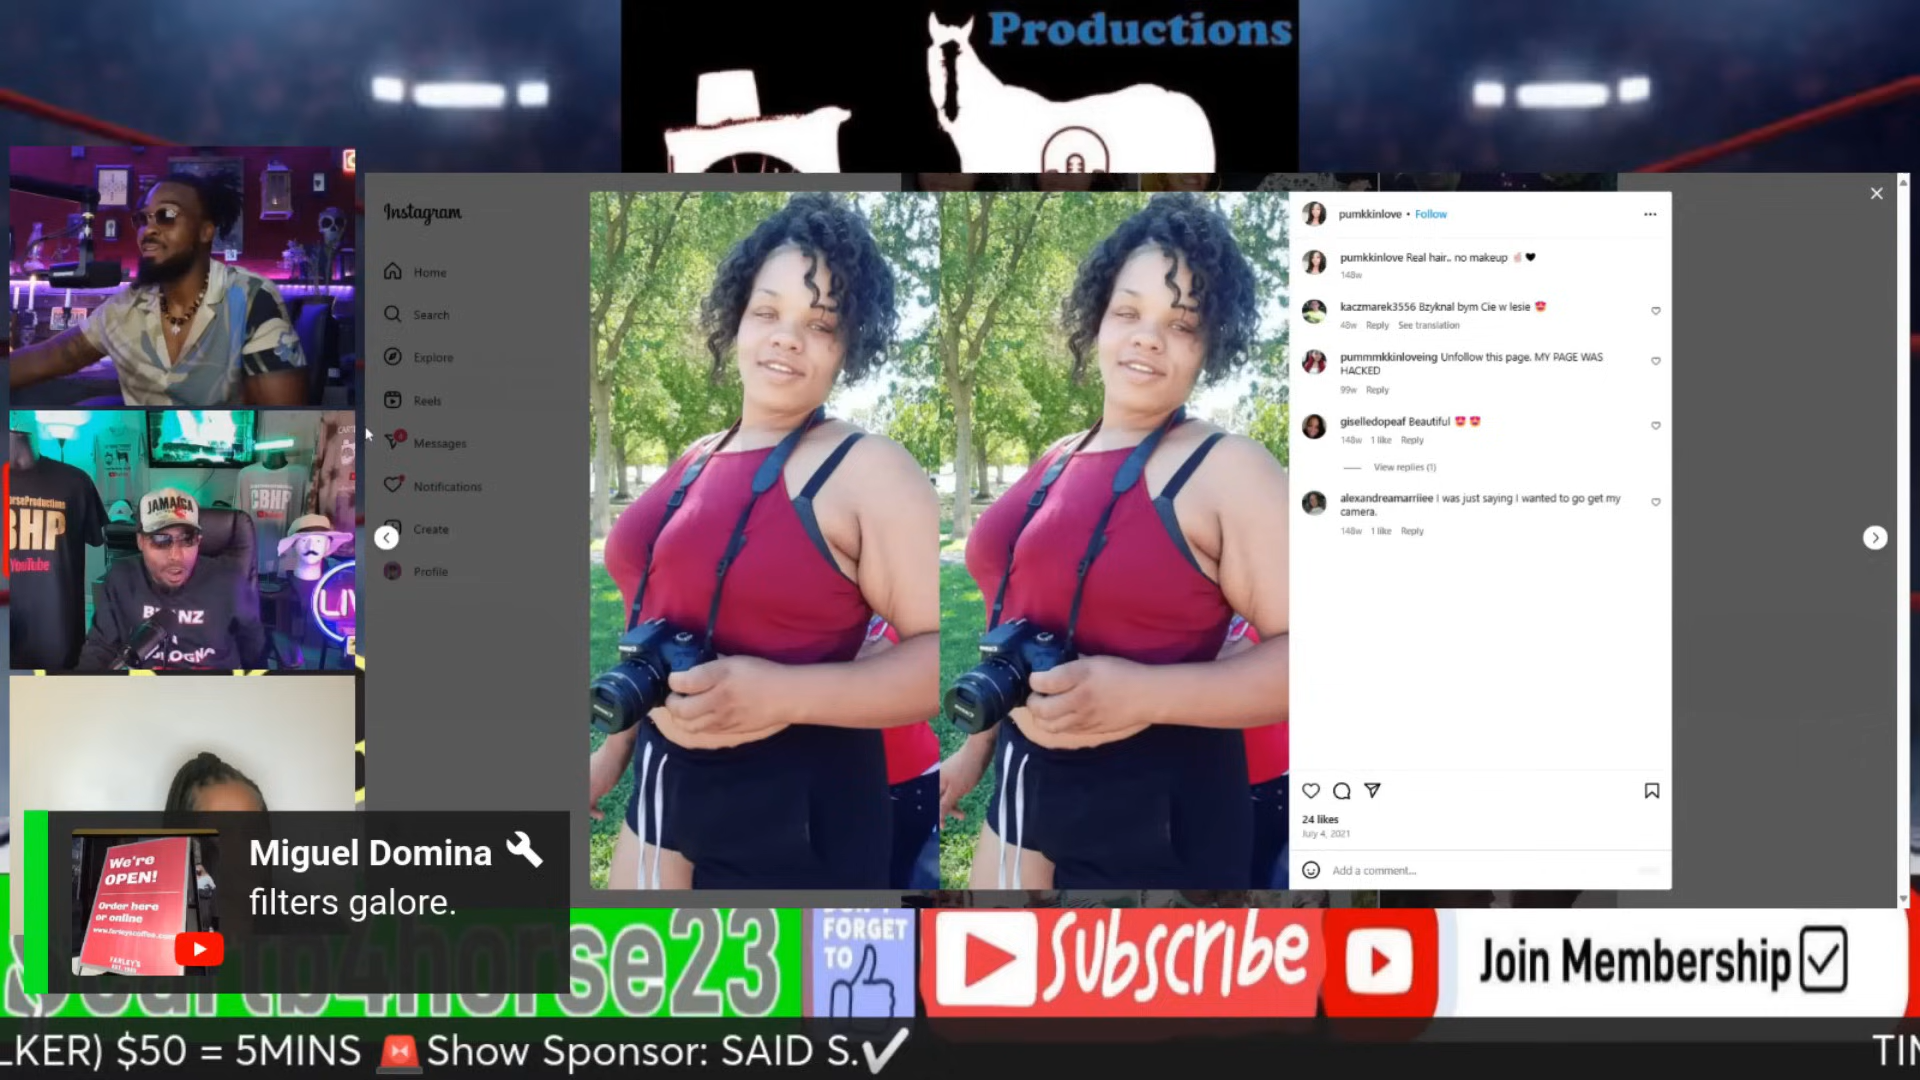 Productions
Instagram
Home
Search
Explore
Reels
Messages
Notifications
Create
Profile
pumkkinlove • Follow
pumkkinlove Real hair.. no makeup
148w
kaczmarek3556 Bzyknal bym Cie w lesie
48w Reply See translation
pummmkkinloveing Unfollow this page. MY PAGE WAS
HACKED
99w Reply
giselledopeaf Beautiful
148w 1 like Reply
View replies (1)
alexandreamarriiee I was just saying I wanted to go get my
camera.
148w 1 like Reply
24 likes
July 4, 2021
Add a comment...
JAMAICA
CBHP
BHP
YouTube
LIV
We're
OPEN!
Order here
or online
Miguel Domina
filters galore.
b4horse23
FORGET
TO
Subscribe
Join Membership
LKER) $50 = 5MINS Show Sponsor: SAID S.
TIM